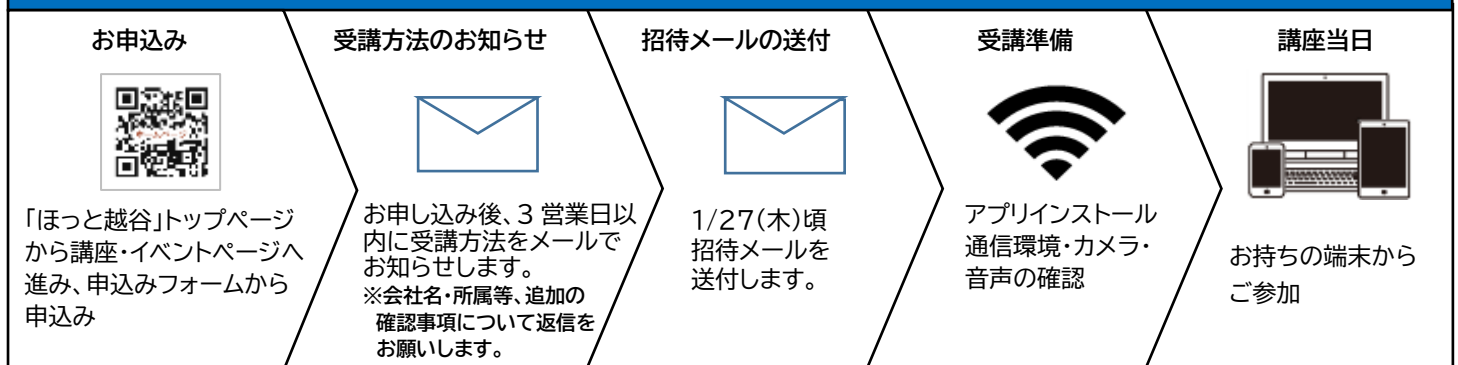 お申込み
「ほっと越谷」トップページ
から講座・イベントページへ
進み、申込みフォームから
申込み
受講方法のお知らせ
お申し込み後、3 営業日以
内に受講方法をメールで
お知らせします。
※会社名・所属等、追加の
確認事項について返信を
お願いします。
招待メールの送付
1/27(木)頃
招待メールを
送付します。
受講準備
アプリインストール
通信環境・カメラ・
音声の確認
講座当日
お持ちの端末から
ご参加